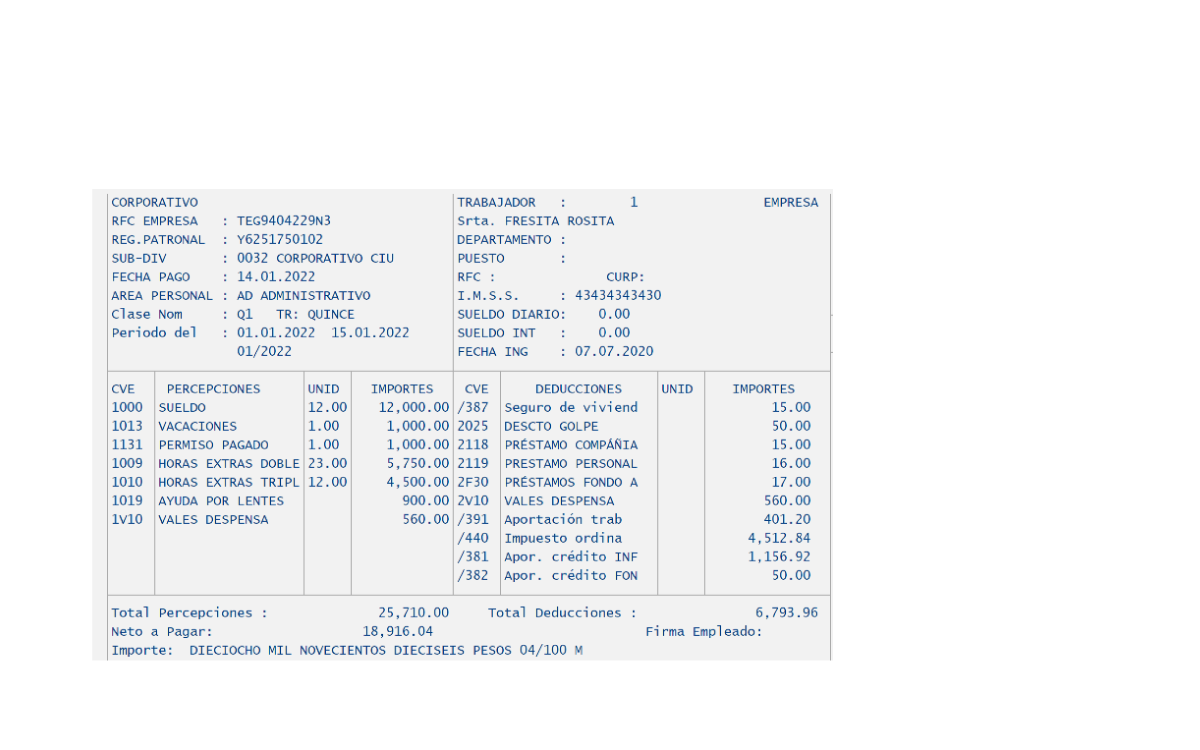 CORPORATIVO
RFC EMPRESA : TEG9404229N3
REG.PATRONAL : Y6251750102
SUB-DIV : 0032 CORPORATIVO CIU
FECHA PAGO : 14.01.2022
AREA PERSONAL : AD ADMINISTRATIVO
Clase Nom : Q1 TR: QUINCE
Periodo del : 01.01.2022 15.01.2022
01/2022
TRABAJADOR : 1 EMPRESA
Srta. FRESITA ROSITA
DEPARTAMENTO :
PUESTO :
RFC : CURP:
I.M.S.S. : 43434343430
SUELDO DIARIO: 0.00
SUELDO INT : 0.00
FECHA ING : 07.07.2020
CVE PERCEPCIONES UNID IMPORTES CVE DEDUCCIONES UNID IMPORTES
1000 SUELDO 12.00 12,000.00 /387 Seguro de viviend 15.00
1013 VACACIONES 1.00 1,000.00 2025 DESCTO GOLPE 50.00
1131 PERMISO PAGADO 1.00 1,000.00 2118 PRÉSTAMO COMPÁÑIA 15.00
1009 HORAS EXTRAS DOBLE 23.00 5,750.00 2119 PRESTAMO PERSONAL 16.00
1010 HORAS EXTRAS TRIPL 12.00 4,500.00 2F30 PRÉSTAMOS FONDO A 17.00
1019 AYUDA POR LENTES 900.00 2V10 VALES DESPENSA 560.00
1V10 VALES DESPENSA 560.00 /391 Aportación trab 401.20
/440 Impuesto ordina 4,512.84
/381 Apor. crédito INF 1,156.92
/382 Apor. crédito FON 50.00
Total Percepciones : 25,710.00 Total Deducciones : 6,793.96
Neto a Pagar: 18,916.04 Firma Empleado:
Importe: DIECIOCHO MIL NOVECIENTOS DIECISEIS PESOS 04/100 M